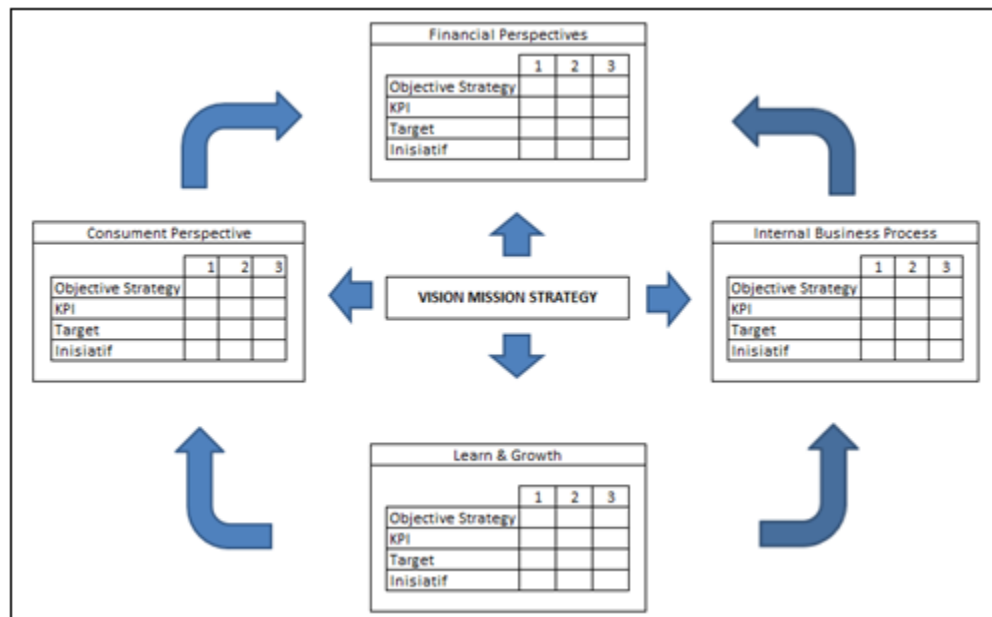 Financial Perspectives
1 2 3
Objective Strategy
KPI
Target
Inisiatif
Consument Perspective
1 2 3
Objective Strategy
KPI
Target
Inisiatif
VISION MISSION STRATEGY
Internal Business Process
1 2 3
Objective Strategy
KPI
Target
Inisiatif
Learn & Growth
1 2 3
Objective Strategy
KPI
Target
Inisiatif